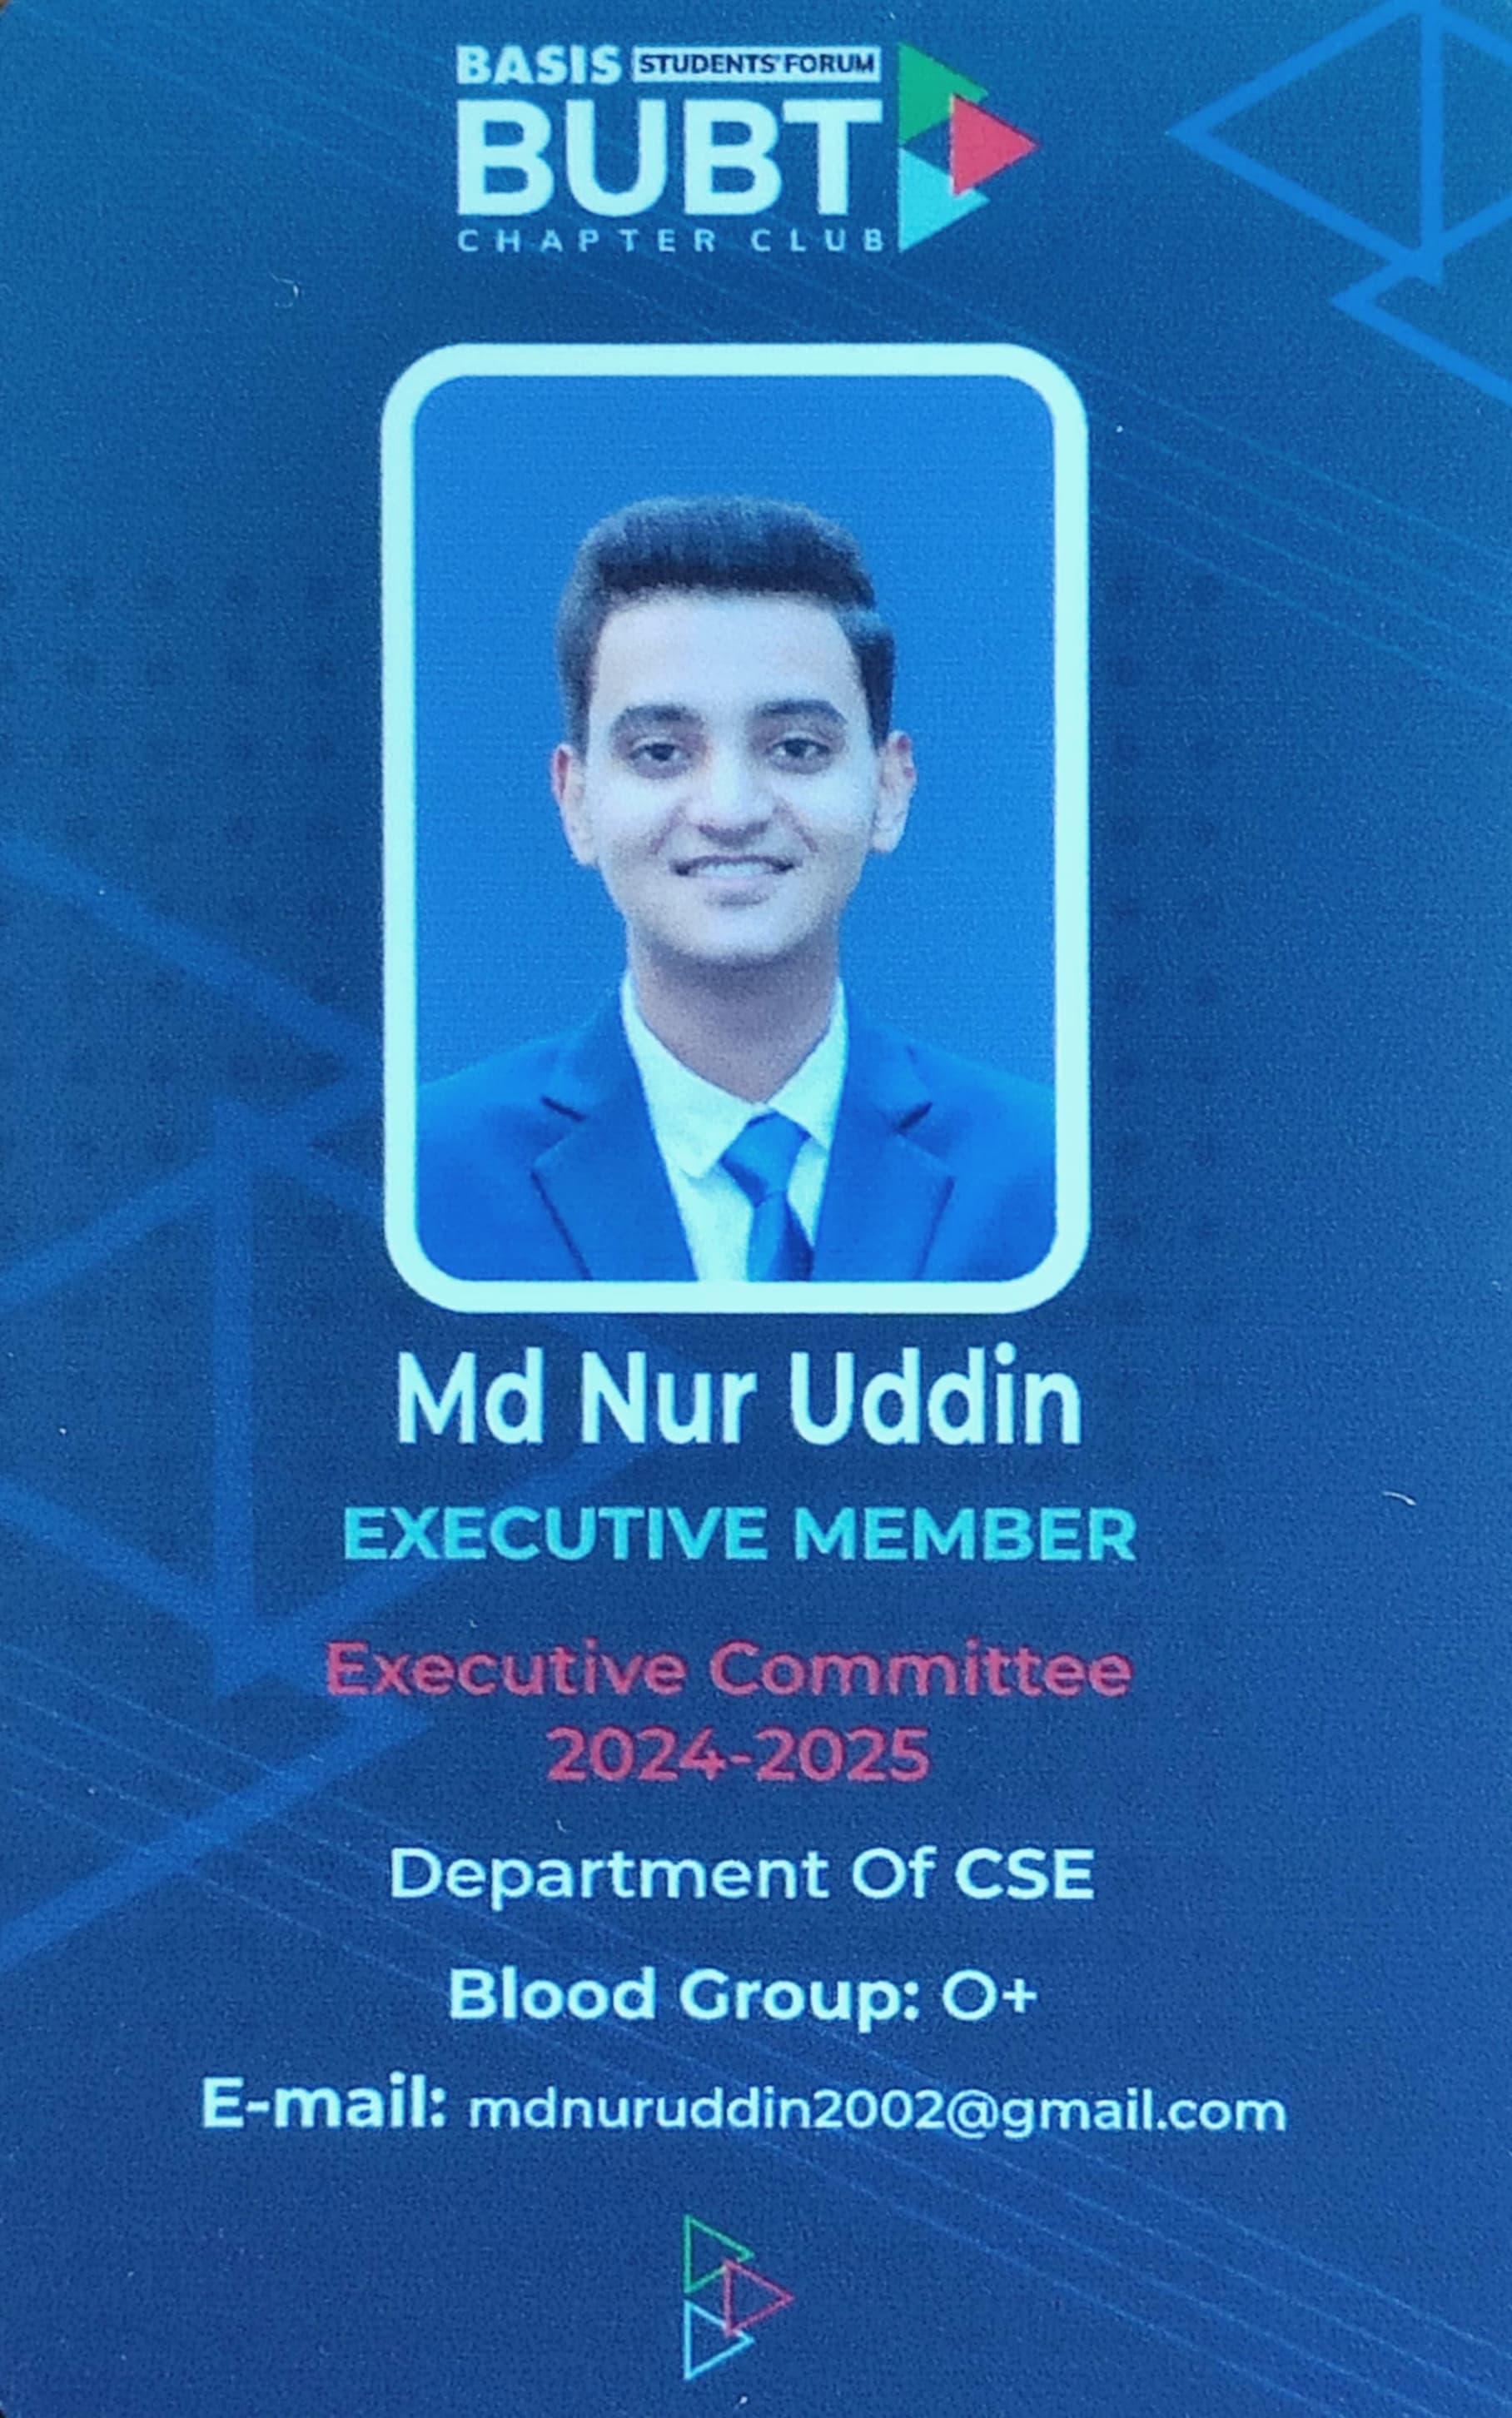 BASIS STUDENTS' FORUM
BUBT
CHAPTER CLUB
Md Nur Uddin
EXECUTIVE MEMBER
Executive Committee
2024-2025
Department Of CSE
Blood Group: O+
E-mail: mdnuruddin2002@gmail.com